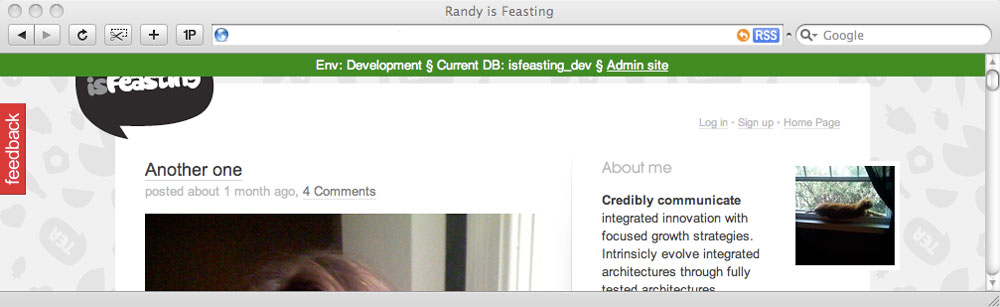 Randy is Feasting
1P
RSS
Google
Env: Development § Current DB: isfeasting_dev § Admin site
isFeasting
feedback
Log in • Sign up • Home Page
Another one
posted about 1 month ago, 4 Comments
About me
Credibly communicate
integrated innovation with
focused growth strategies.
Intrinsicly evolve integrated
architectures through fully
tested architectures
TEA
TEA